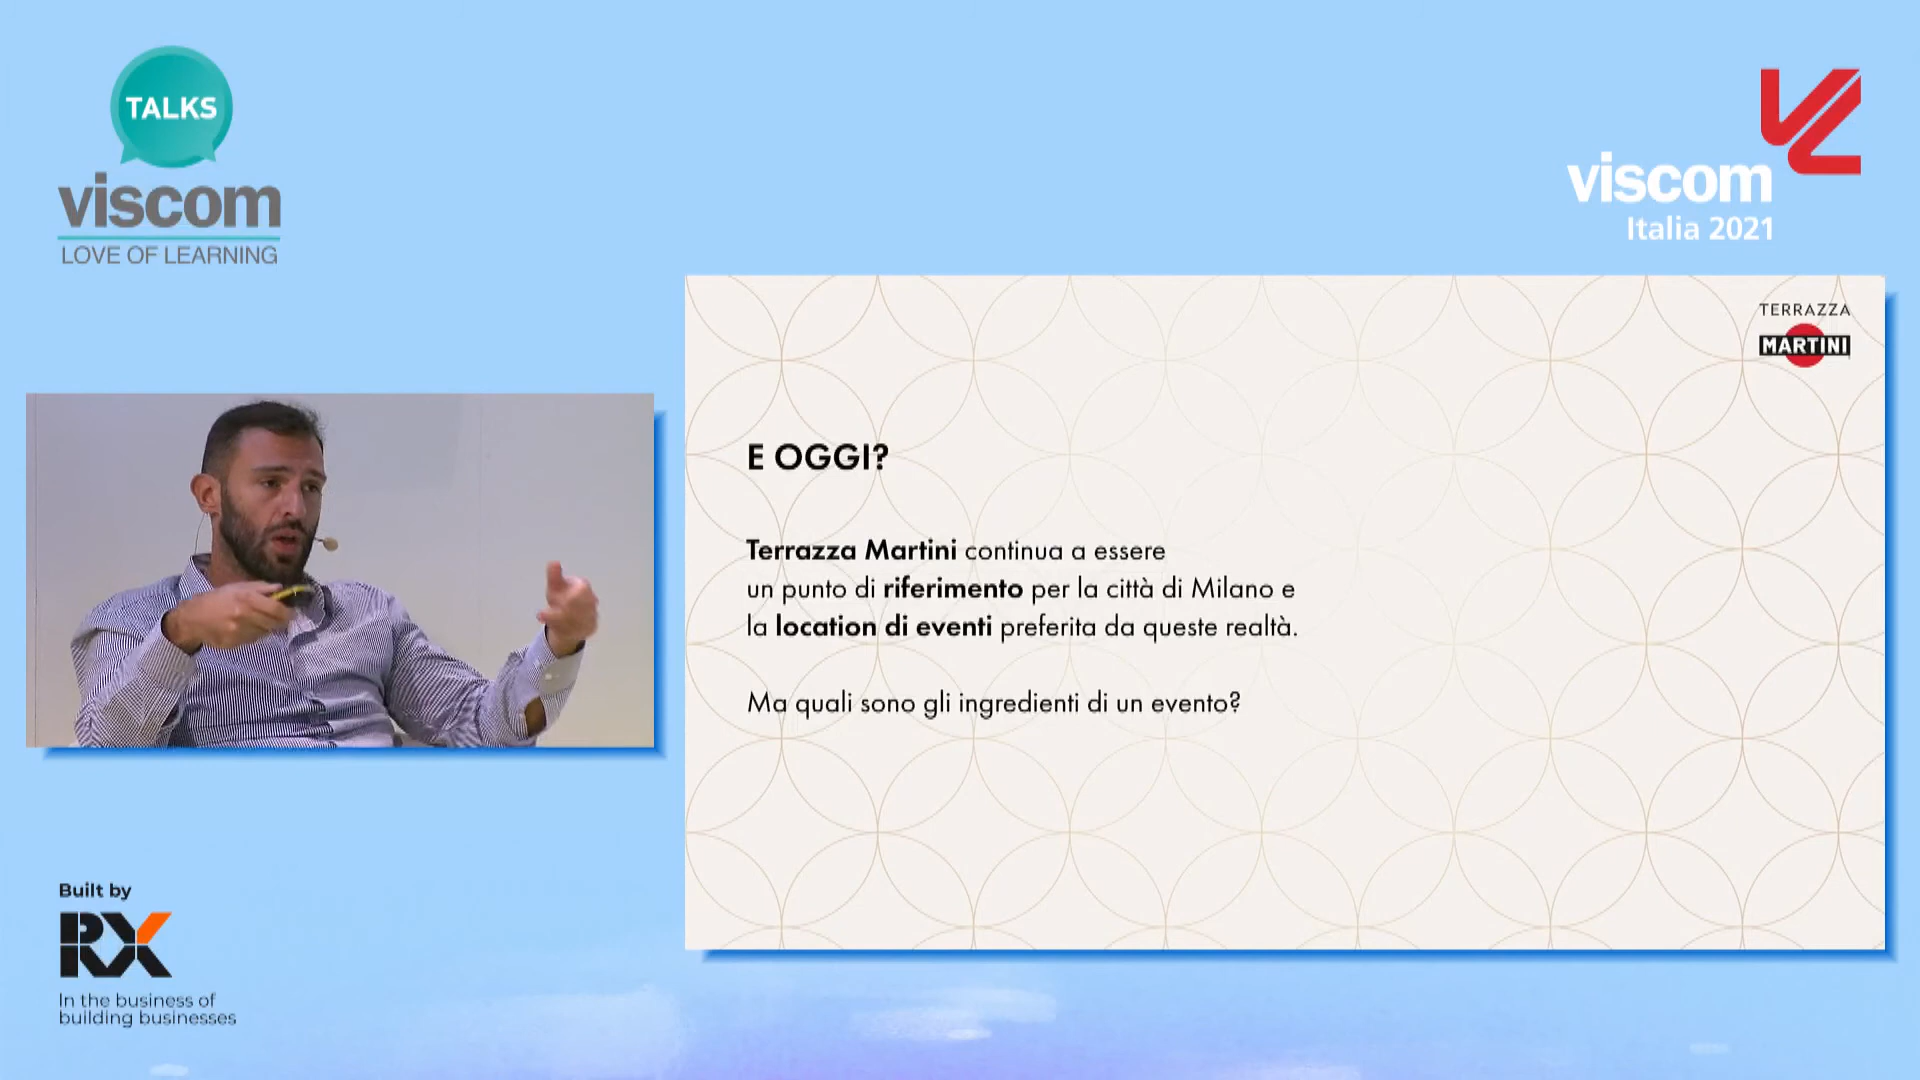 TALKS
viscom
LOVE OF LEARNING
viscom
Italia 2021
TERRAZZA
MARTINI
E OGGI?
Terrazza Martini continua a essere
un punto di riferimento per la città di Milano e
la location di eventi preferita da queste realtà.
Ma quali sono gli ingredienti di un evento?
Built by
RX
In the business of
building businesses